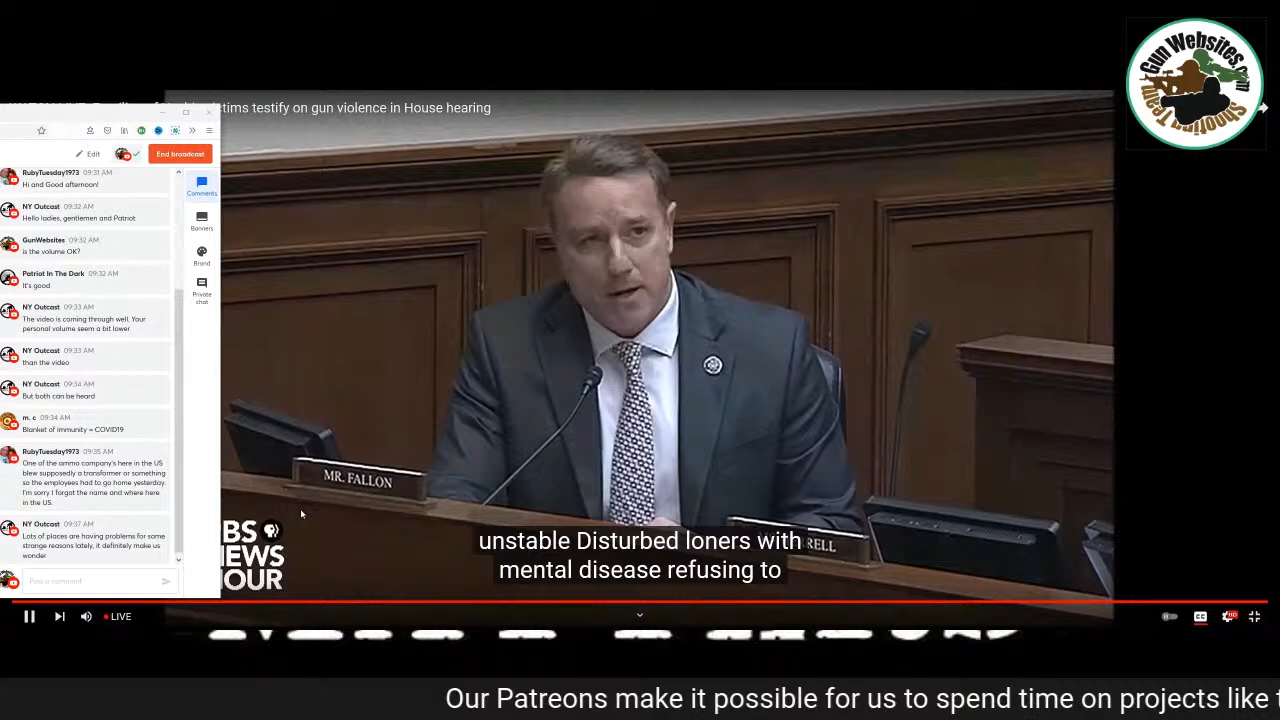 Gun Websites.com
Shooting Team
tims testify on gun violence in House hearing
Edit
End broadcast
RubyTuesday1973 09:31 AM
Hi and Good afternoon!
NY Outcast 09:32 AM
Hello ladies, gentlemen and Patriot
GunWebsites 09:32 AM
is the volume OK?
Patriot In The Dark 09:32 AM
It's good
NY Outcast 09:33 AM
The video is coming through well. Your
personal volume seem a bit lower
NY Outcast 09:33 AM
than the video
NY Outcast 09:34 AM
But both can be heard
m. c 09:34 AM
Blanket of immunity = COVID19
RubyTuesday1973 09:35 AM
One of the ammo company's here in the US
blew supposedly a transformer or something
so the employees had to go home yesterday.
I'm sorry I forgot the name and where here
in the US.
NY Outcast 09:37 AM
Lots of places are having problems for some
strange reasons lately, it definitely make us
wonder
Post a comment
Comments
Banners
Brand
Private
chat
MR. FALLON
RELL
BS
NEWS
HOUR
unstable Disturbed loners with
mental disease refusing to
LIVE
CC
HD
Our Patreons make it possible for us to spend time on projects like